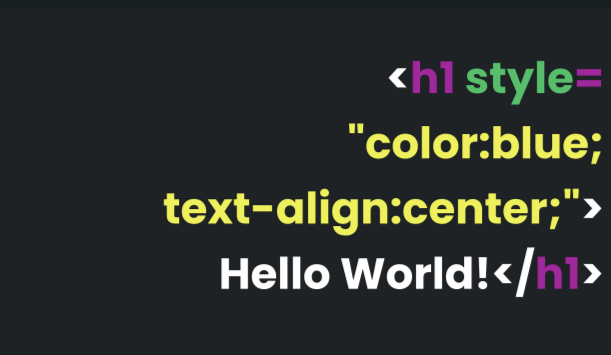 <h1 style=
"color:blue;
text-align:center;">
Hello World!</h1>